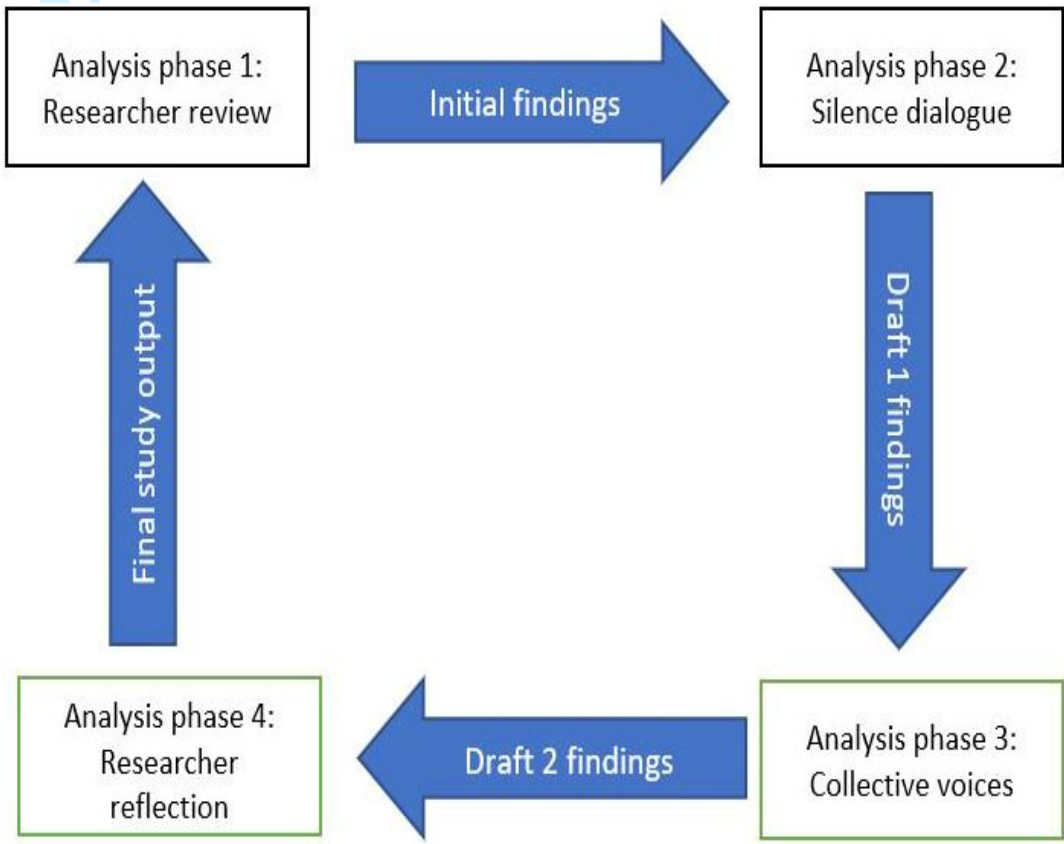 Analysis phase 1:
Researcher review
Initial findings
Analysis phase 2:
Silence dialogue
Draft 1 findings
Analysis phase 3:
Collective voices
Draft 2 findings
Analysis phase 4:
Researcher
reflection
Final study output